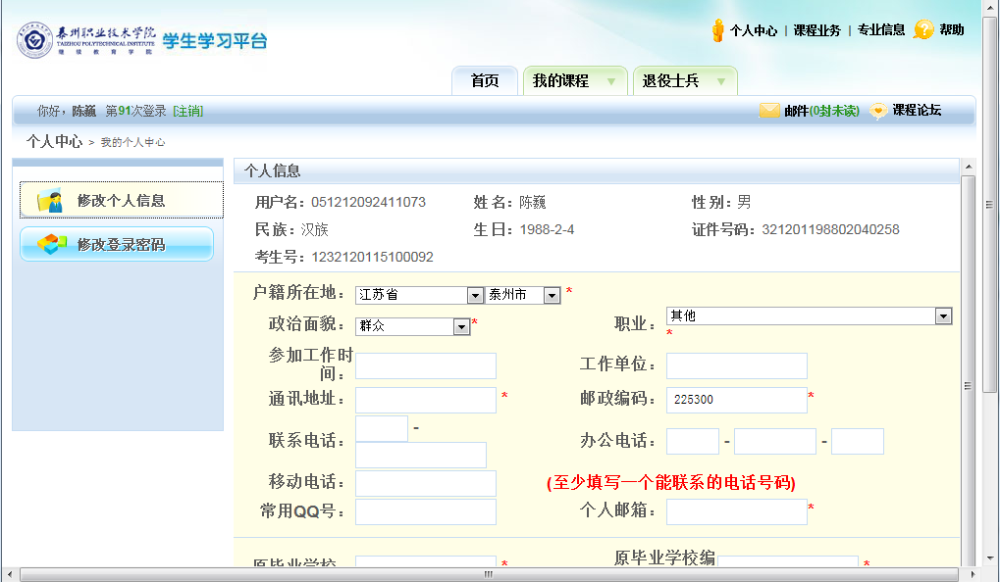 泰州职业技术学院
TAIZHOU POLYTECHNICAL INSTITUTE
继续教育学院
学生学习平台
个人中心 | 课程业务 | 专业信息 帮助
首页 我的课程 退役士兵
你好，陈巍 第91次登录 [注销] 邮件(0封未读) 课程论坛
个人中心 > 我的个人中心
修改个人信息
修改登录密码
个人信息
用户名：051212092411073 姓 名：陈巍 性 别：男
民 族：汉族 生 日：1988-2-4 证件号码：321201198802040258
考生号：1232120115100092
户籍所在地： 江苏省 泰州市 *
政治面貌： 群众 * 职业： 其他 *
参加工作时间： 工作单位：
通讯地址： * 邮政编码： 225300 *
联系电话： - 办公电话： - -
移动电话： (至少填写一个能联系的电话号码)
常用QQ号： 个人邮箱： *
原毕业学校 * 原毕业学校编 *